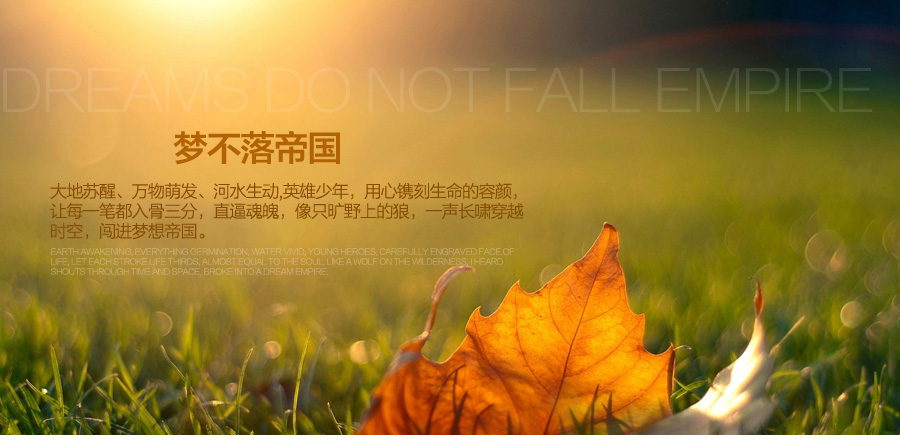 DREAMS DO NOT FALL EMPIRE
梦不落帝国
大地苏醒、万物萌发、河水生动,英雄少年，用心镌刻生命的容颜，
让每一笔都入骨三分，直逼魂魄，像只旷野上的狼，一声长啸穿越
时空，闯进梦想帝国。
EARTH AWAKENING, EVERYTHING GERMINATION, WATER VIVID, YOUNG HEROES, CAREFULLY ENGRAVED FACE OF
LIFE, LET EACH STROKE LIFE THIRDS, ALMOST EQUAL TO THE SOUL, LIKE A WOLF ON THE WILDERNESS, I HEARD
SHOUTS THROUGH TIME AND SPACE, BROKE INTO A DREAM EMPIRE.